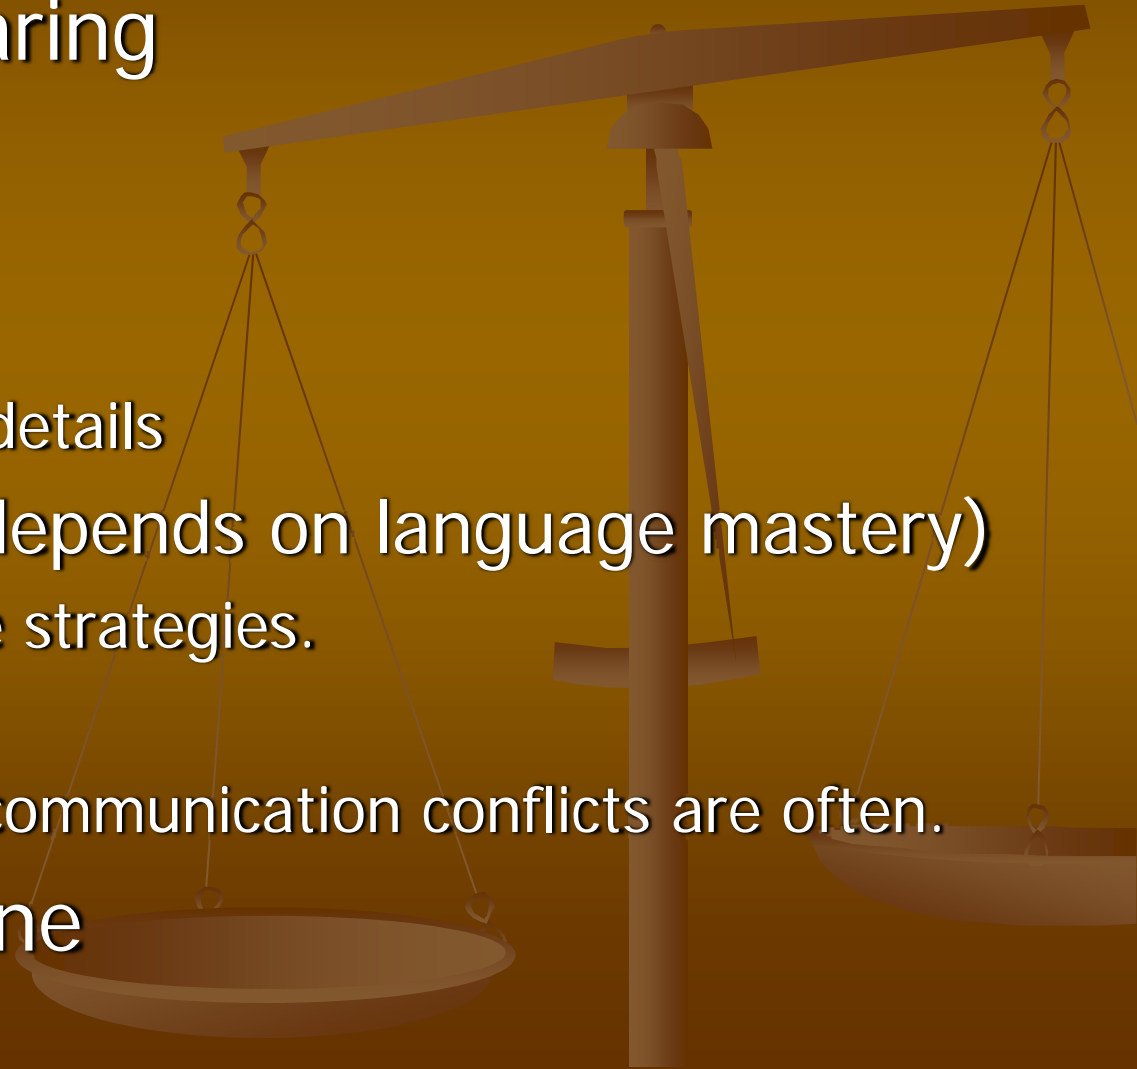 aring
details
depends on language mastery)
e strategies.
communication conflicts are often.
ne